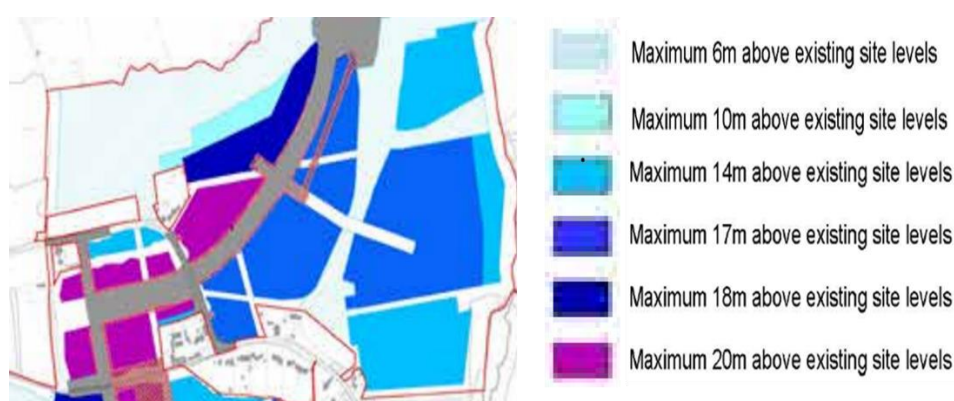 Maximum 6m above existing site levels
Maximum 10m above existing site levels
Maximum 14m above existing site levels
Maximum 17m above existing site levels
Maximum 18m above existing site levels
Maximum 20m above existing site levels